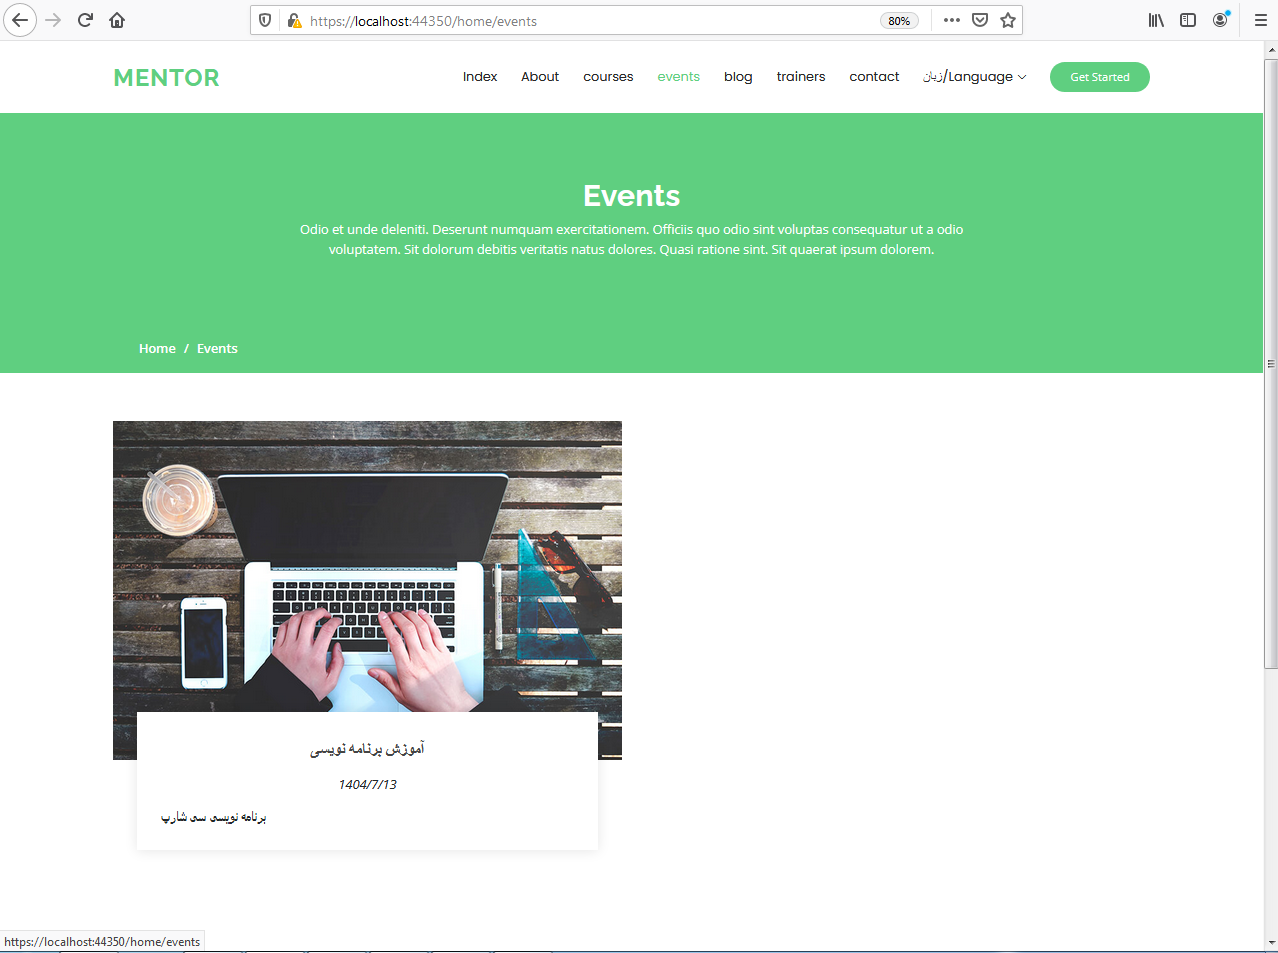 https://localhost:44350/home/events
80%
MENTOR
Index
About
courses
events
blog
trainers
contact
زبان/Language
Get Started
Events
Odio et unde deleniti. Deserunt numquam exercitationem. Officiis quo odio sint voluptas consequatur ut a odio
voluptatem. Sit dolorum debitis veritatis natus dolores. Quasi ratione sint. Sit quaerat ipsum dolorem.
Home / Events
آموزش برنامه نویسی
1404/7/13
برنامه نویسی سی شارپ
https://localhost:44350/home/events